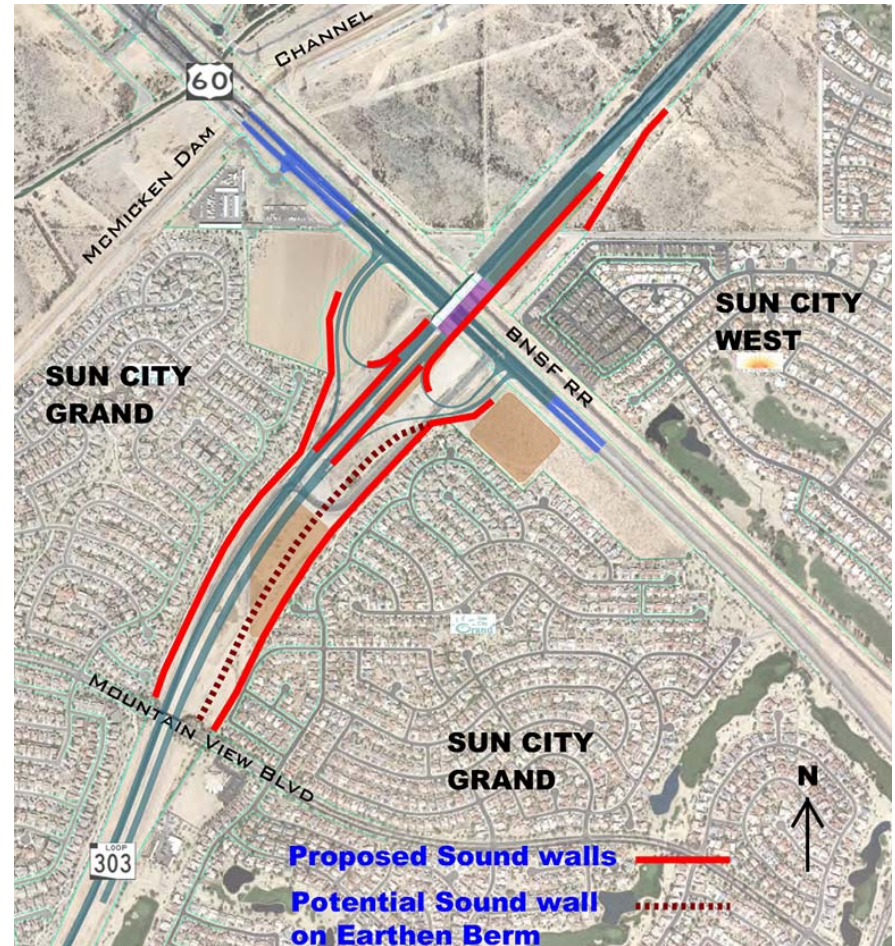 CHANNEL
60
MCMICKEN DAM
BNSF RR
SUN CITY
WEST
SUN CITY
GRAND
Grand
MOUNTAIN VIEW BLVD
SUN CITY
GRAND
N
LOOP
303
Proposed Sound walls
Potential Sound wall
on Earthen Berm